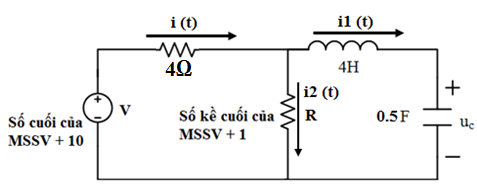 i (t)
i1 (t)
4Ω
4H
i2 (t)
Số cuối của
MSSV + 10
V
Số kề cuối của
MSSV + 1
R
0.5 F
uc